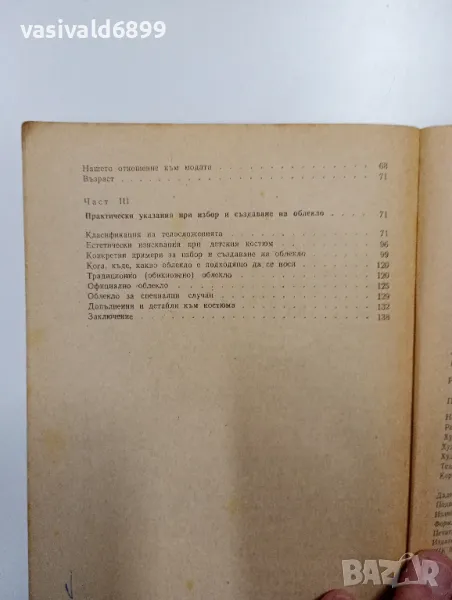 vasivald6899
Нашето отношение към модата 68
Възраст 71
Част III
Практически указания при избор и създаване на облекло 71
Класификация на телосложенията 71
Естетически изисквания при детския костюм 96
Конкретни примери за избор и създаване на облекло 99
Кога, къде, какво облекло е подходящо да се носи 120
Традиционно (обикновено) облекло 120
Официално облекло 125
Облекло за специални случаи 129
Допълнения и детайли към костюма 132
Заключение 138
BAZAR